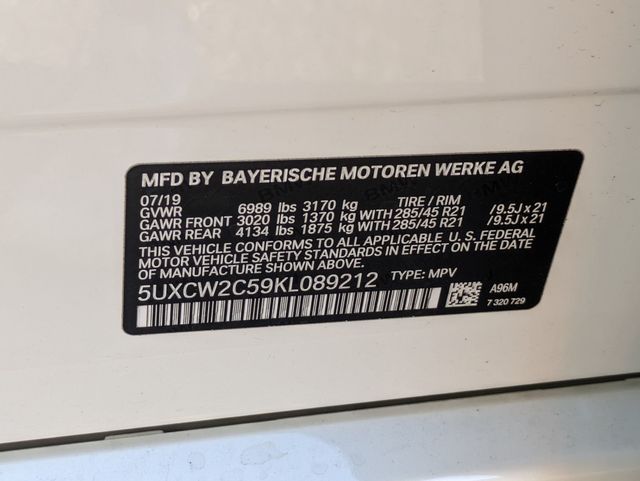 MFD BY BAYERISCHE MOTOREN WERKE AG
07/19 TIRE / RIM
GVWR 6989 lbs 3170 kg
GAWR FRONT 3020 lbs 1370 kg WITH 285/45 R21 /9.5J x 21
GAWR REAR 4134 lbs 1875 kg WITH 285/45 R21 /9.5J x 21
THIS VEHICLE CONFORMS TO ALL APPLICABLE U.S. FEDERAL
MOTOR VEHICLE SAFETY STANDARDS IN EFFECT ON THE
DATE OF MANUFACTURE SHOWN ABOVE.
5UXCW2C59KL089212 TYPE: MPV
A96M
7 320 729